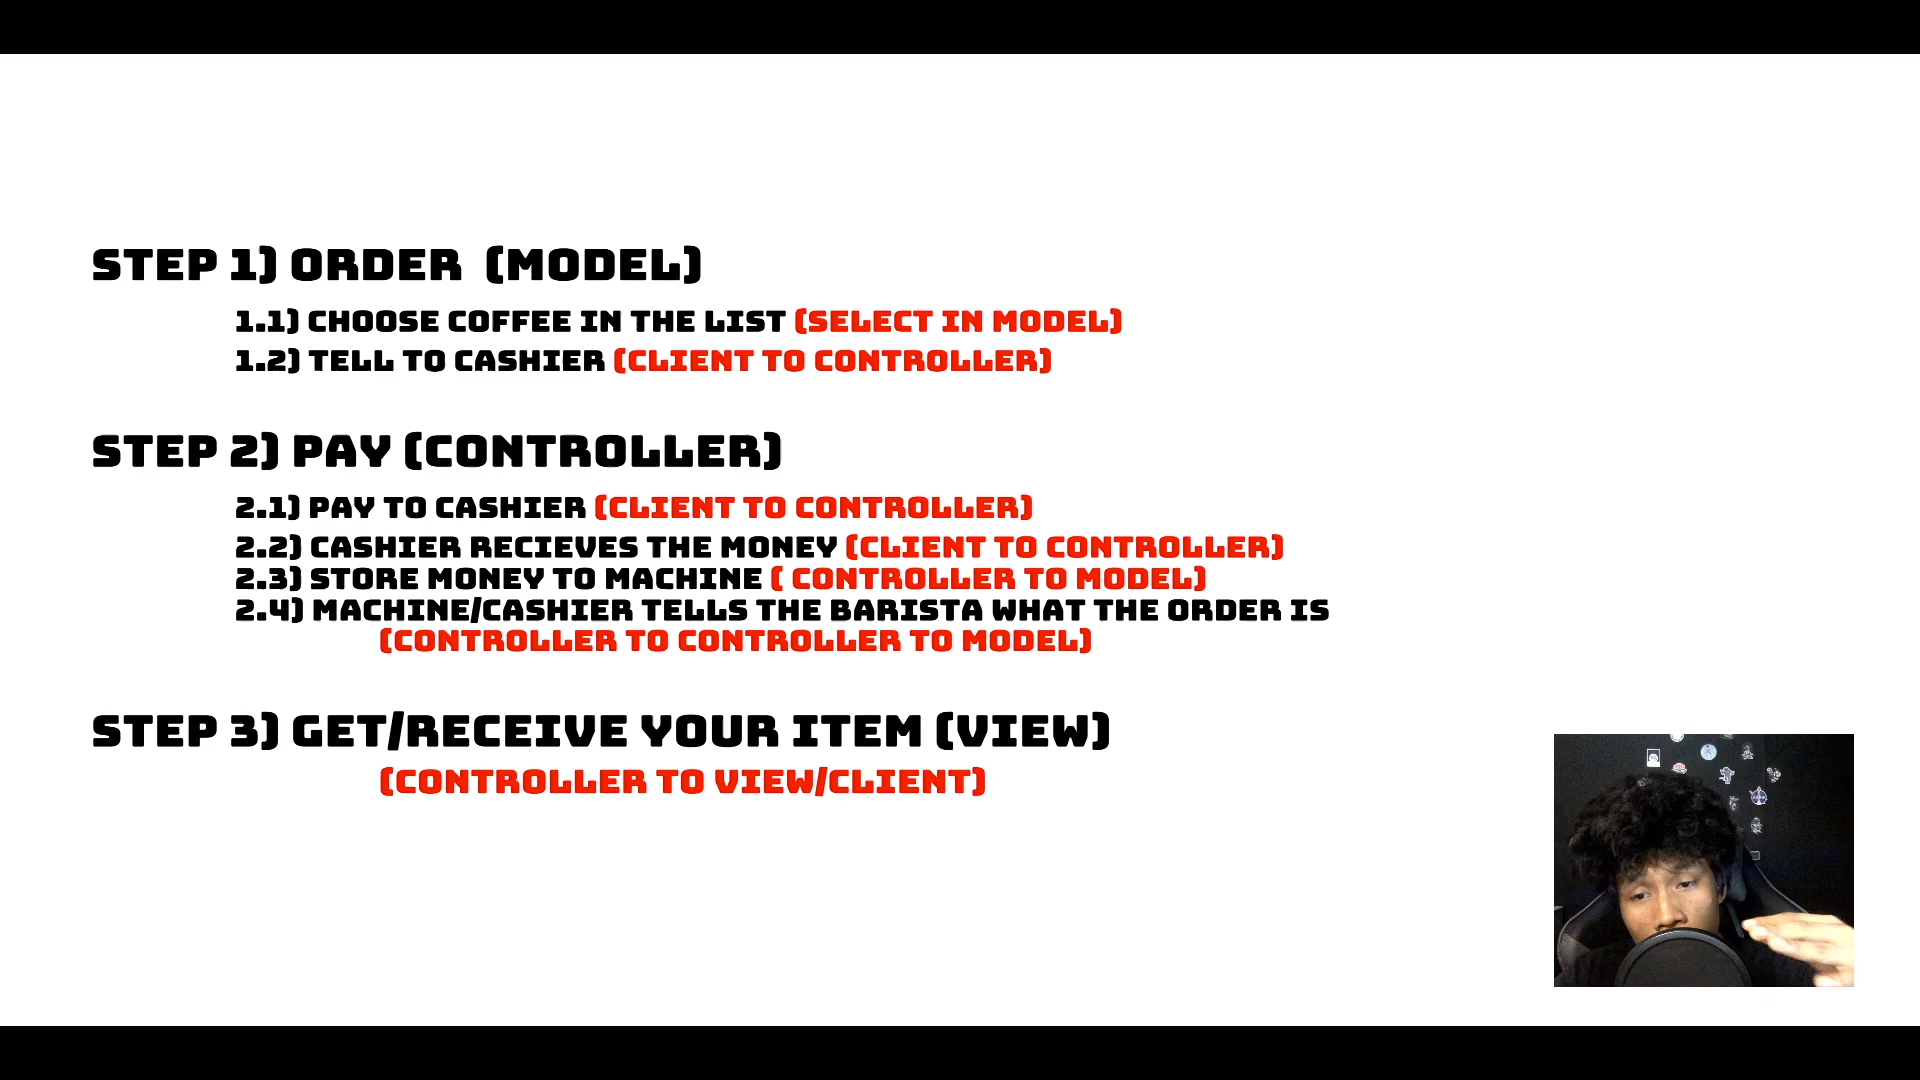 STEP 1) ORDER (MODEL)
1.1) CHOOSE COFFEE IN THE LIST (SELECT IN MODEL)
1.2) TELL TO CASHIER (CLIENT TO CONTROLLER)
STEP 2) PAY (CONTROLLER)
2.1) PAY TO CASHIER (CLIENT TO CONTROLLER)
2.2) CASHIER RECIEVES THE MONEY (CLIENT TO CONTROLLER)
2.3) STORE MONEY TO MACHINE ( CONTROLLER TO MODEL)
2.4) MACHINE/CASHIER TELLS THE BARISTA WHAT THE ORDER IS
(CONTROLLER TO CONTROLLER TO MODEL)
STEP 3) GET/RECEIVE YOUR ITEM (VIEW)
(CONTROLLER TO VIEW/CLIENT)